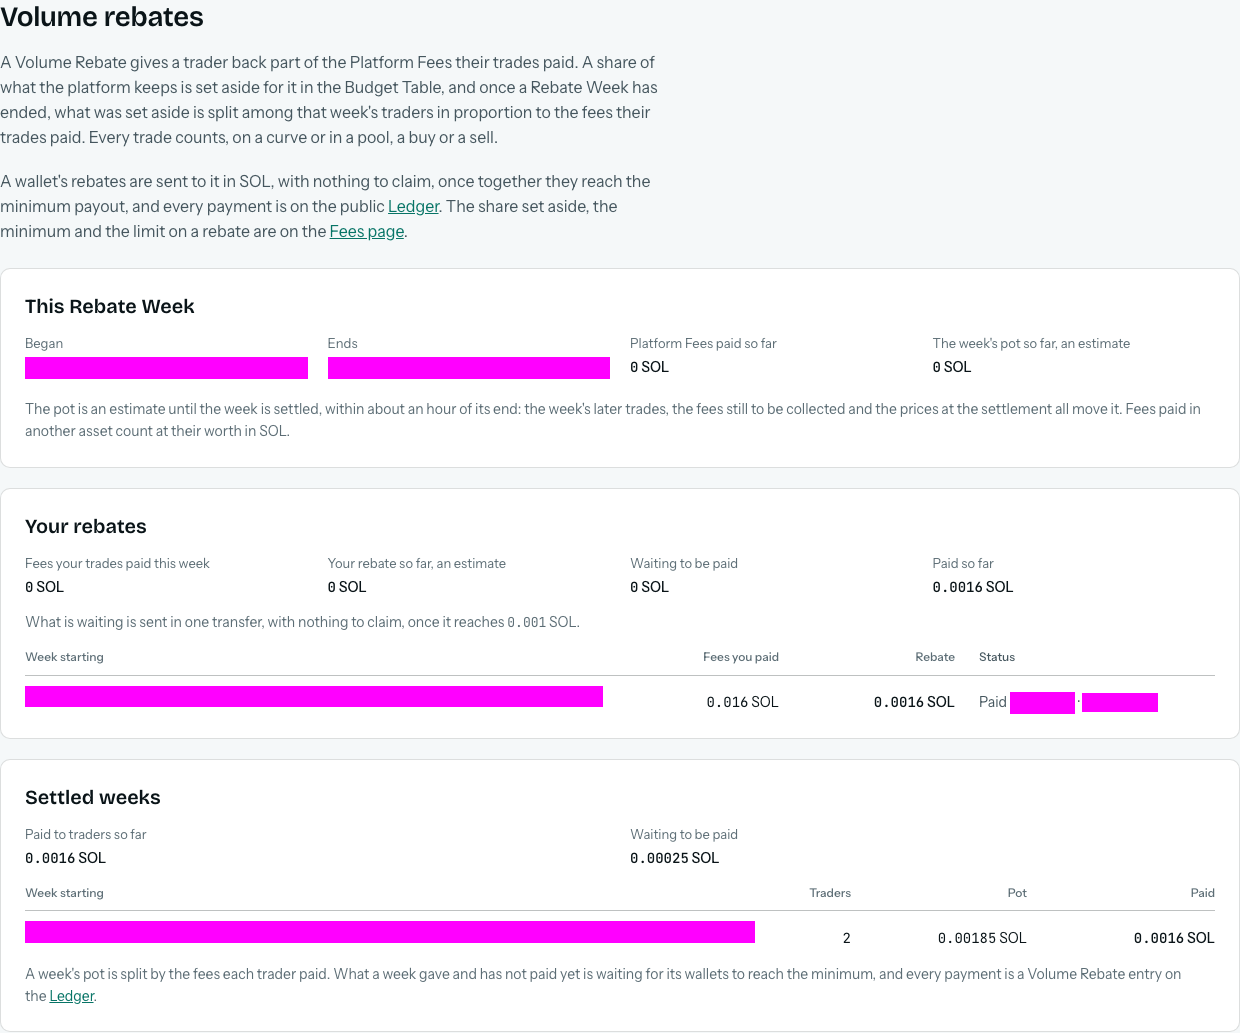 Volume rebates
A Volume Rebate gives a trader back part of the Platform Fees their trades paid. A share of
what the platform keeps is set aside for it in the Budget Table, and once a Rebate Week has
ended, what was set aside is split among that week's traders in proportion to the fees their
trades paid. Every trade counts, on a curve or in a pool, a buy or a sell.
A wallet's rebates are sent to it in SOL, with nothing to claim, once together they reach the
minimum payout, and every payment is on the public Ledger. The share set aside, the
minimum and the limit on a rebate are on the Fees page.
This Rebate Week
Began Ends Platform Fees paid so far The week's pot so far, an estimate
0 SOL 0 SOL
The pot is an estimate until the week is settled, within about an hour of its end: the week's later trades, the fees still to be collected and the prices at the settlement all move it. Fees paid in
another asset count at their worth in SOL.
Your rebates
Fees your trades paid this week Your rebate so far, an estimate Waiting to be paid Paid so far
0 SOL 0 SOL 0 SOL 0.0016 SOL
What is waiting is sent in one transfer, with nothing to claim, once it reaches 0.001 SOL.
Week starting Fees you paid Rebate Status
0.016 SOL 0.0016 SOL Paid ·
Settled weeks
Paid to traders so far Waiting to be paid
0.0016 SOL 0.00025 SOL
Week starting Traders Pot Paid
2 0.00185 SOL 0.0016 SOL
A week's pot is split by the fees each trader paid. What a week gave and has not paid yet is waiting for its wallets to reach the minimum, and every payment is a Volume Rebate entry on
the Ledger.